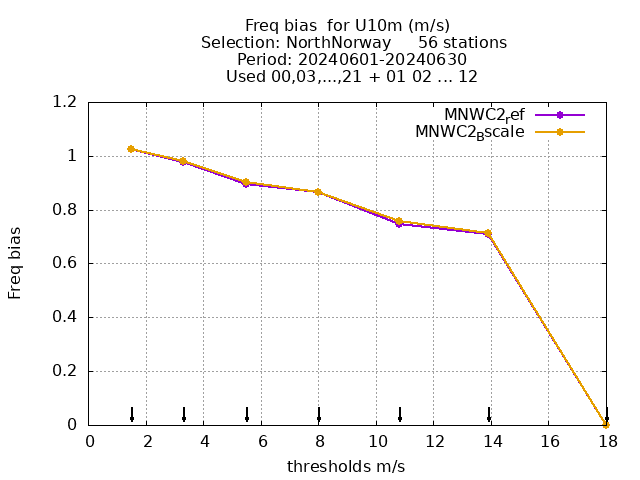 Freq bias  for U10m (m/s)
Selection: NorthNorway     56 stations
Period: 20240601-20240630
Used 00,03,...,21 + 01 02 ... 12
1.2
1
0.8
0.6
0.4
0.2
0
Freq bias
MNWC2ref
MNWC2Bscale
0 2 4 6 8 10 12 14 16 18
thresholds m/s